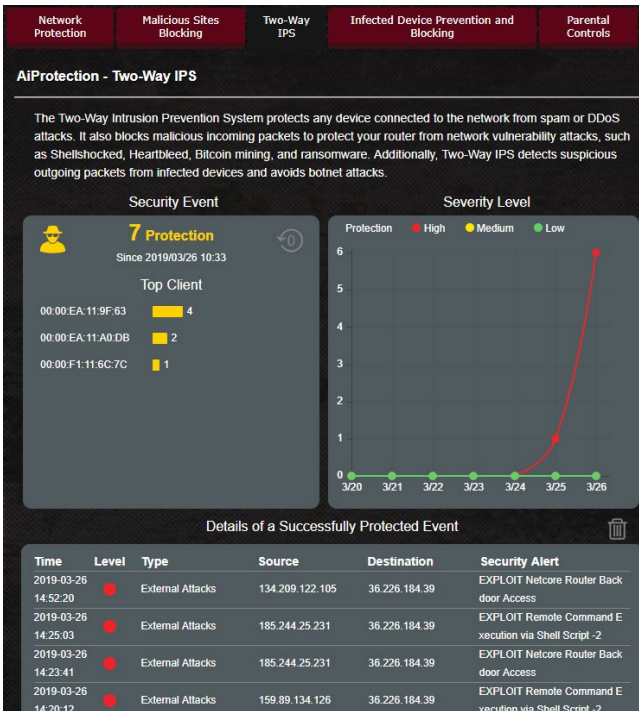 Network Protection
Malicious Sites Blocking
Two-Way IPS
Infected Device Prevention and Blocking
Parental Controls
AiProtection - Two-Way IPS
The Two-Way Intrusion Prevention System protects any device connected to the network from spam or DDoS
attacks. It also blocks malicious incoming packets to protect your router from network vulnerability attacks, such
as Shellshocked, Heartbleed, Bitcoin mining, and ransomware. Additionally, Two-Way IPS detects suspicious
outgoing packets from infected devices and avoids botnet attacks.
Security Event
7 Protection
0
Since 2019/03/26 10:33
Top Client
00:00:EA:11:9F:63 4
00:00:EA:11:A0:DB 2
00:00:F1:11:6C:7C 1
Severity Level
Protection High Medium Low
6
5
4
3
2
1
0
3/20 3/21 3/22 3/23 3/24 3/25 3/26
Details of a Successfully Protected Event
Time Level Type Source Destination Security Alert
2019-03-26
14:52:20
External Attacks 134.209.122.105 36.226.184.39
EXPLOIT Netcore Router Back
door Access
2019-03-26
14:25:03
External Attacks 185.244.25.231 36.226.184.39
EXPLOIT Remote Command E
xecution via Shell Script -2
2019-03-26
14:23:41
External Attacks 185.244.25.231 36.226.184.39
EXPLOIT Netcore Router Back
door Access
2019-03-26
14:20:12
External Attacks 159.89.134.126 36.226.184.39
EXPLOIT Remote Command E
xecution via Shell Script -2